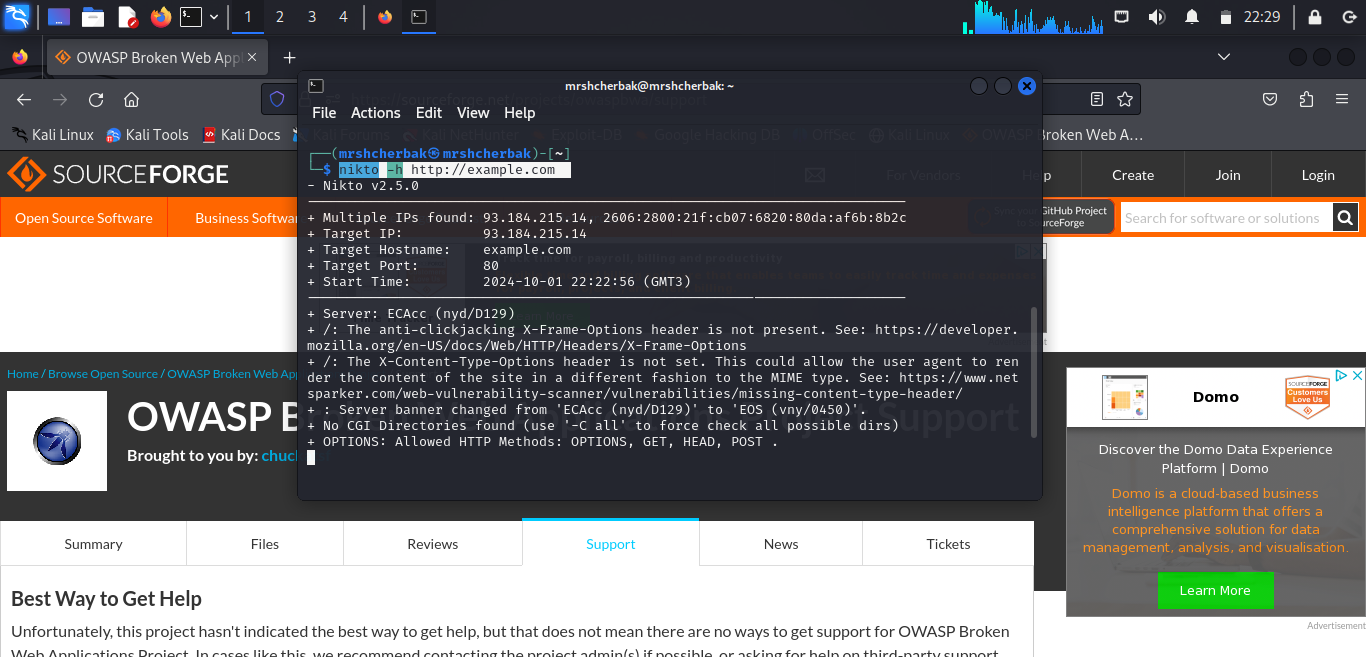 1 2 3 4
22:29
OWASP Broken Web Appl
mrshcherbak@mrshcherbak: ~
File Actions Edit View Help
Kali Linux Kali Tools Kali Docs Kali Forums Kali NetHunter Exploit-DB Google Hacking DB OffSec Kali Linux OWASP Broken Web A…
┌──(mrshcherbak㉿mrshcherbak)-[~]
└─$ nikto -h http://example.com
- Nikto v2.5.0
---------------------------------------------------------------------------
+ Multiple IPs found: 93.184.215.14, 2606:2800:21f:cb07:6820:80da:af6b:8b2c
+ Target IP: 93.184.215.14
+ Target Hostname: example.com
+ Target Port: 80
+ Start Time: 2024-10-01 22:22:56 (GMT3)
---------------------------------------------------------------------------
+ Server: ECAcc (nyd/D129)
+ /: The anti-clickjacking X-Frame-Options header is not present. See: https://developer.
mozilla.org/en-US/docs/Web/HTTP/Headers/X-Frame-Options
+ /: The X-Content-Type-Options header is not set. This could allow the user agent to ren
der the content of the site in a different fashion to the MIME type. See: https://www.net
sparker.com/web-vulnerability-scanner/vulnerabilities/missing-content-type-header/
+ : Server banner changed from 'ECAcc (nyd/D129)' to 'EOS (vny/0450)'.
+ No CGI Directories found (use '-C all' to force check all possible dirs)
+ OPTIONS: Allowed HTTP Methods: OPTIONS, GET, HEAD, POST .
SOURCEFORGE
For Vendors Help Create Join Login
Open Source Software Business Softwa
Sync your GitHub Project
to SourceForge
Search for software or solutions
Home / Browse Open Source / OWASP Broken Web App
OWASP B
Support
Brought to you by: chuck
Summary Files Reviews Support News Tickets
Best Way to Get Help
Unfortunately, this project hasn't indicated the best way to get help, but that does not mean there are no ways to get support for OWASP Broken
Web Applications Project. In cases like this, we recommend contacting the project admin(s) if possible, or asking for help on third-party support
SOURCEFORGE
Customers
Love Us
Domo
Discover the Domo Data Experience
Platform | Domo
Domo is a cloud-based business
intelligence platform that offers a
comprehensive solution for data
management, analysis, and visualisation.
Learn More
Advertisement